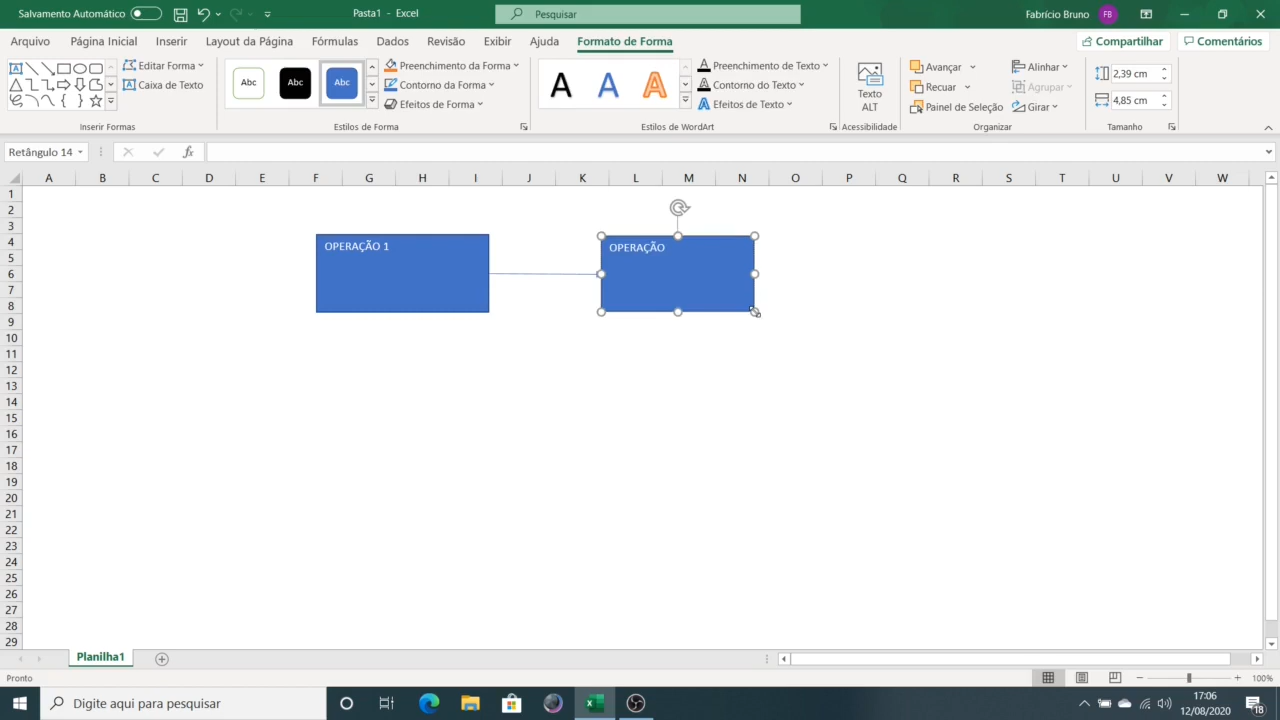 Salvamento Automático
Pasta1 - Excel
Pesquisar
Fabrício Bruno
FB
Arquivo
Página Inicial
Inserir
Layout da Página
Fórmulas
Dados
Revisão
Exibir
Ajuda
Formato de Forma
Compartilhar
Comentários
Editar Forma
Caixa de Texto
Inserir Formas
Abc
Abc
Abc
Preenchimento da Forma
Contorno da Forma
Efeitos de Forma
Estilos de Forma
A
A
A
Preenchimento de Texto
Contorno do Texto
Efeitos de Texto
Estilos de WordArt
Texto
ALT
Acessibilidade
Avançar
Recuar
Painel de Seleção
Alinhar
Agrupar
Girar
Organizar
2,39 cm
4,85 cm
Tamanho
Retângulo 14
fx
A B C D E F G H I J K L M N O P Q R S T U V W
1
2
3
4
5
6
7
8
9
10
11
12
13
14
15
16
17
18
19
20
21
22
23
24
25
26
27
28
29
OPERAÇÃO 1
OPERAÇÃO
Planilha1
Pronto
100%
Digite aqui para pesquisar
17:06
12/08/2020
18